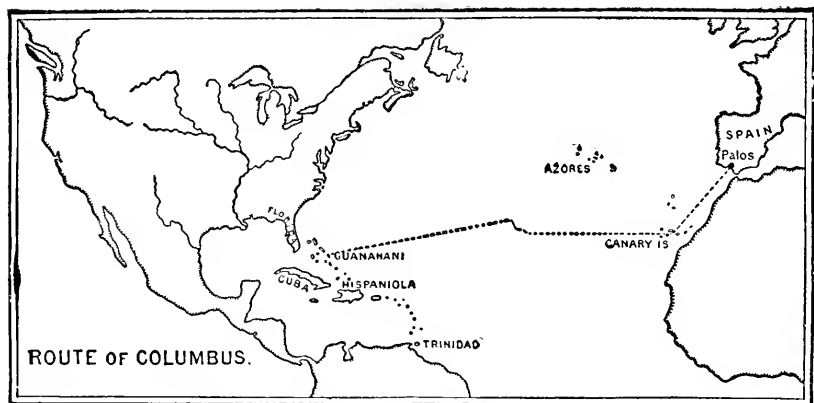 SPAIN
Palos
AZORES
FLOR
CANARY IS
GUANAHANI
CUBA
HISPANIOLA
TRINIDAD
ROUTE OF COLUMBUS.